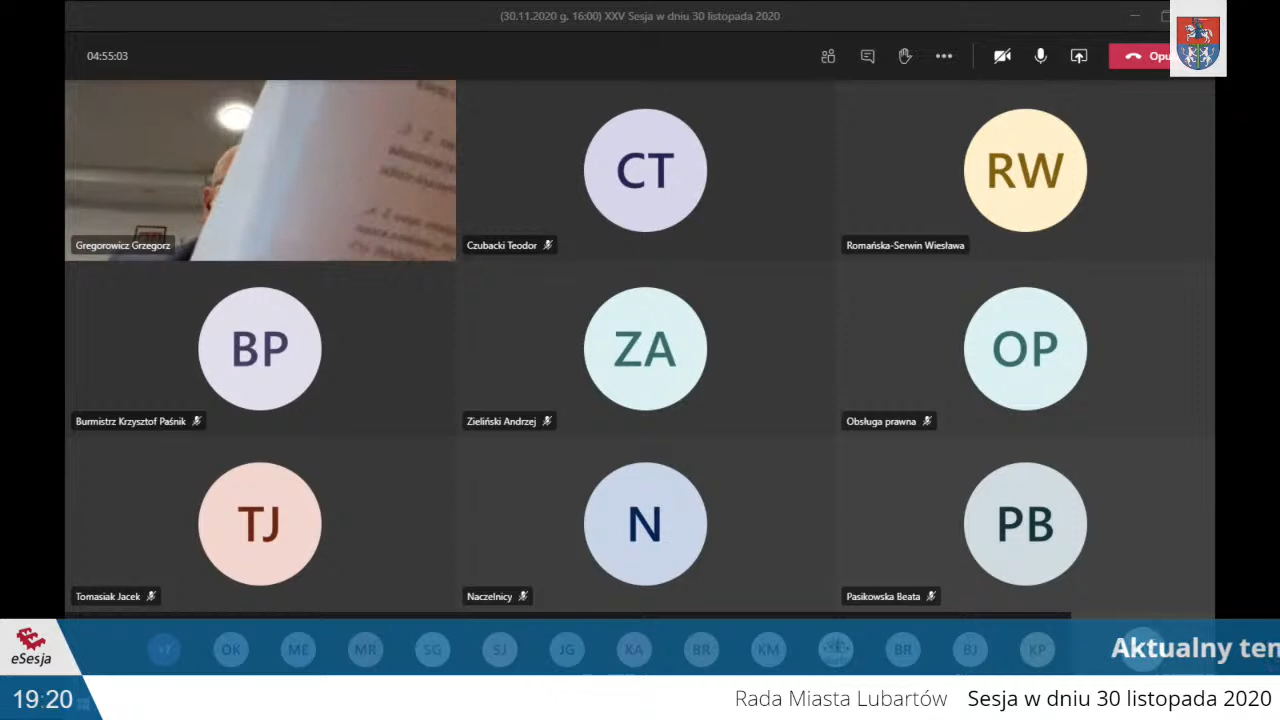 (30.11.2020 g. 16:00) XXV Sesja w dniu 30 listopada 2020
04:55:03
Opu
Gregorowicz Grzegorz
CT
Czubacki Teodor
RW
Romańska-Serwin Wiesława
BP
Burmistrz Krzysztof Paśnik
ZA
Zieliński Andrzej
OP
Obsługa prawna
TJ
Tomasiak Jacek
N
Naczelnicy
PB
Pasikowska Beata
eSesja
+7 OK ME MR SG SJ JG KA BR KM BR BJ KP
Aktualny tem
19:20
Rada Miasta Lubartów Sesja w dniu 30 listopada 2020